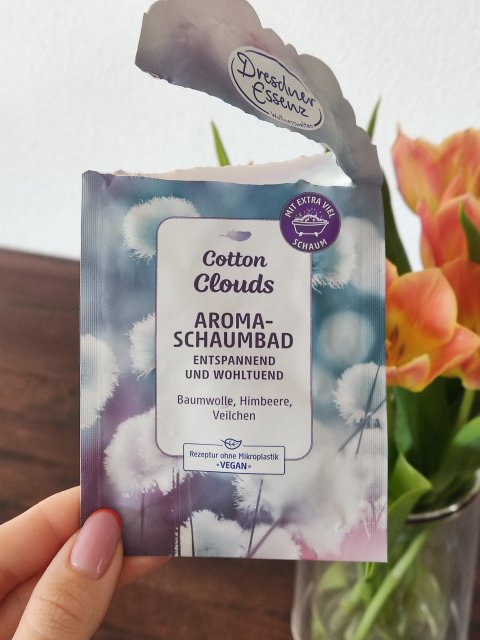 Dresdner
Essenz
Wellnesswelten
MIT EXTRA VIEL
SCHAUM
Cotton
Clouds
AROMA-
SCHAUMBAD
ENTSPANNEND
UND WOHLTUEND
Baumwolle, Himbeere,
Veilchen
Rezeptur ohne Mikroplastik
•VEGAN•